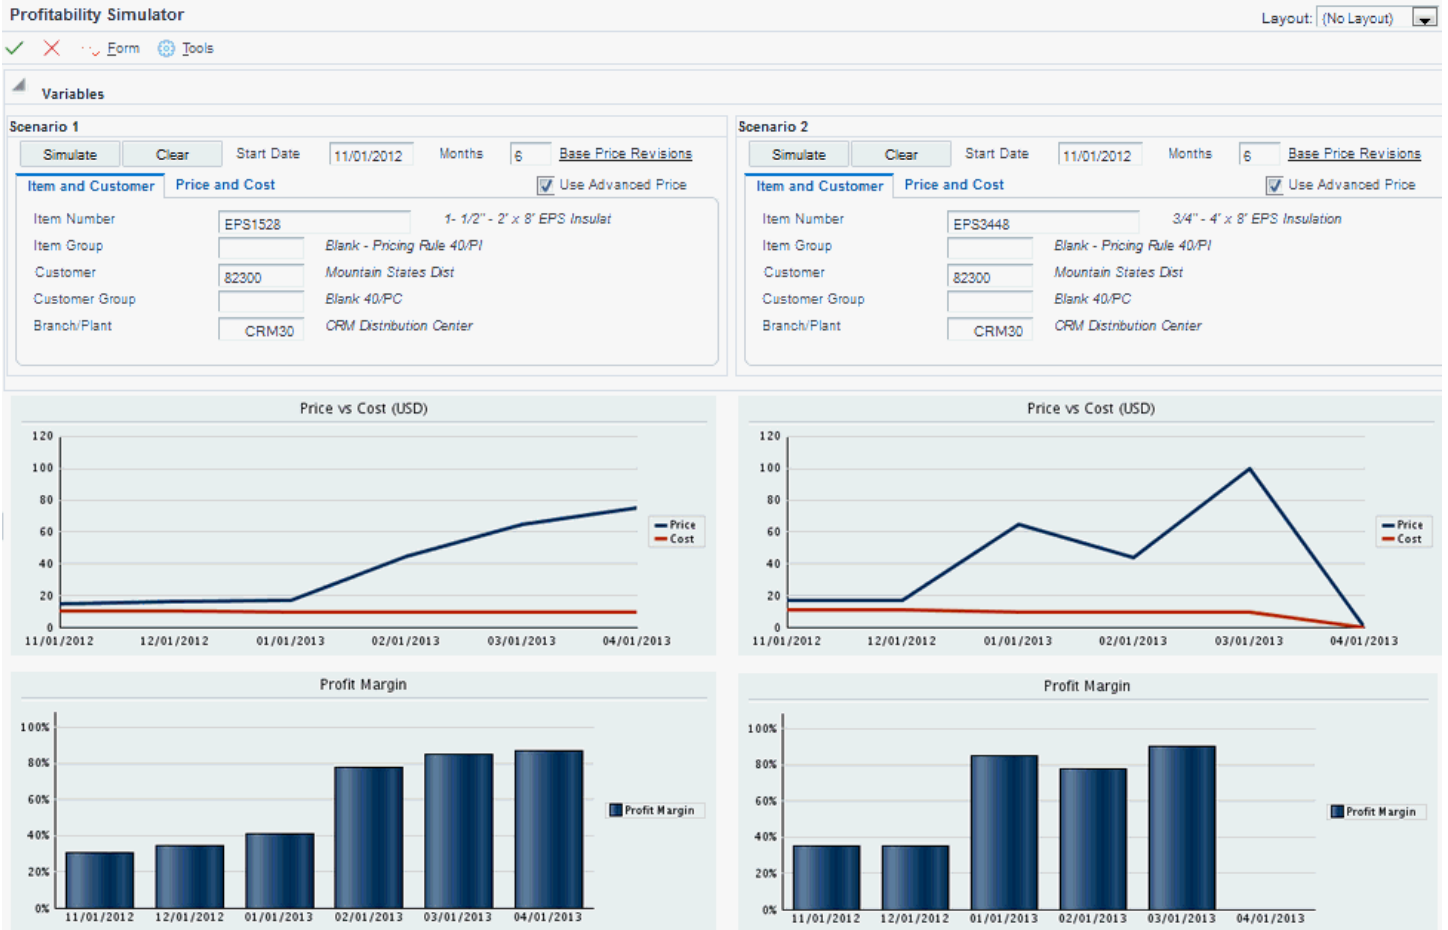 Profitability Simulator
Layout: (No Layout)
Form Tools
Variables
Scenario 1
Simulate Clear Start Date 11/01/2012 Months 6 Base Price Revisions
Item and Customer Price and Cost Use Advanced Price
Item Number EPS1528 1- 1/2" - 2' x 8' EPS Insulat
Item Group Blank - Pricing Rule 40/PI
Customer 82300 Mountain States Dist
Customer Group Blank 40/PC
Branch/Plant CRM30 CRM Distribution Center
Scenario 2
Simulate Clear Start Date 11/01/2012 Months 6 Base Price Revisions
Item and Customer Price and Cost Use Advanced Price
Item Number EPS3448 3/4" - 4' x 8' EPS Insulation
Item Group Blank - Pricing Rule 40/PI
Customer 82300 Mountain States Dist
Customer Group Blank 40/PC
Branch/Plant CRM30 CRM Distribution Center
Price vs Cost (USD)
120
100
80
60
40
20
0
11/01/2012 12/01/2012 01/01/2013 02/01/2013 03/01/2013 04/01/2013
Price
Cost
Price vs Cost (USD)
120
100
80
60
40
20
0
11/01/2012 12/01/2012 01/01/2013 02/01/2013 03/01/2013 04/01/2013
Price
Cost
Profit Margin
100%
80%
60%
40%
20%
0%
11/01/2012 12/01/2012 01/01/2013 02/01/2013 03/01/2013 04/01/2013
Profit Margin
Profit Margin
100%
80%
60%
40%
20%
0%
11/01/2012 12/01/2012 01/01/2013 02/01/2013 03/01/2013 04/01/2013
Profit Margin